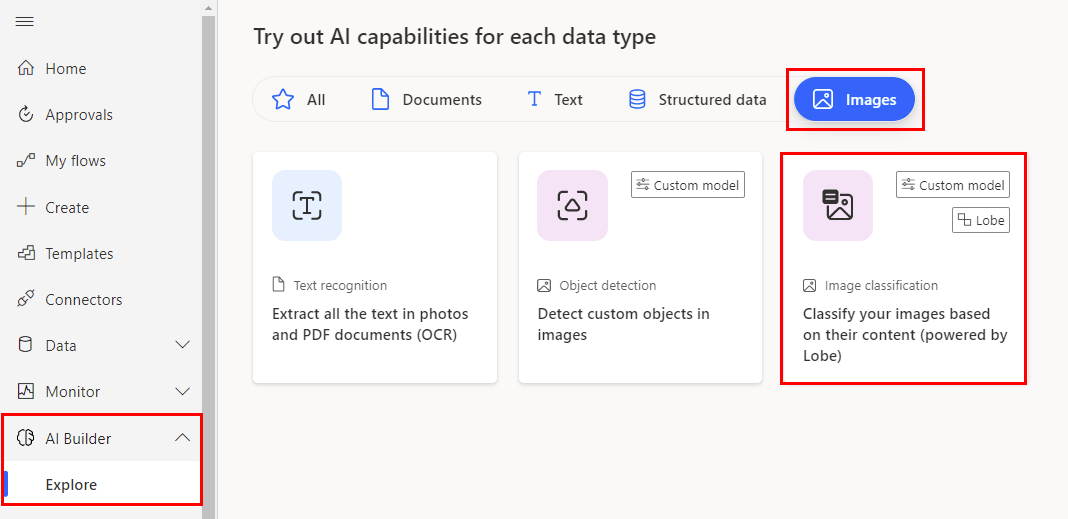 Home
Approvals
My flows
Create
Templates
Connectors
Data
Monitor
AI Builder
Explore
Try out AI capabilities for each data type
All
Documents
Text
Structured data
Images
Text recognition
Extract all the text in photos
and PDF documents (OCR)
Custom model
Object detection
Detect custom objects in
images
Custom model
Lobe
Image classification
Classify your images based
on their content (powered by
Lobe)